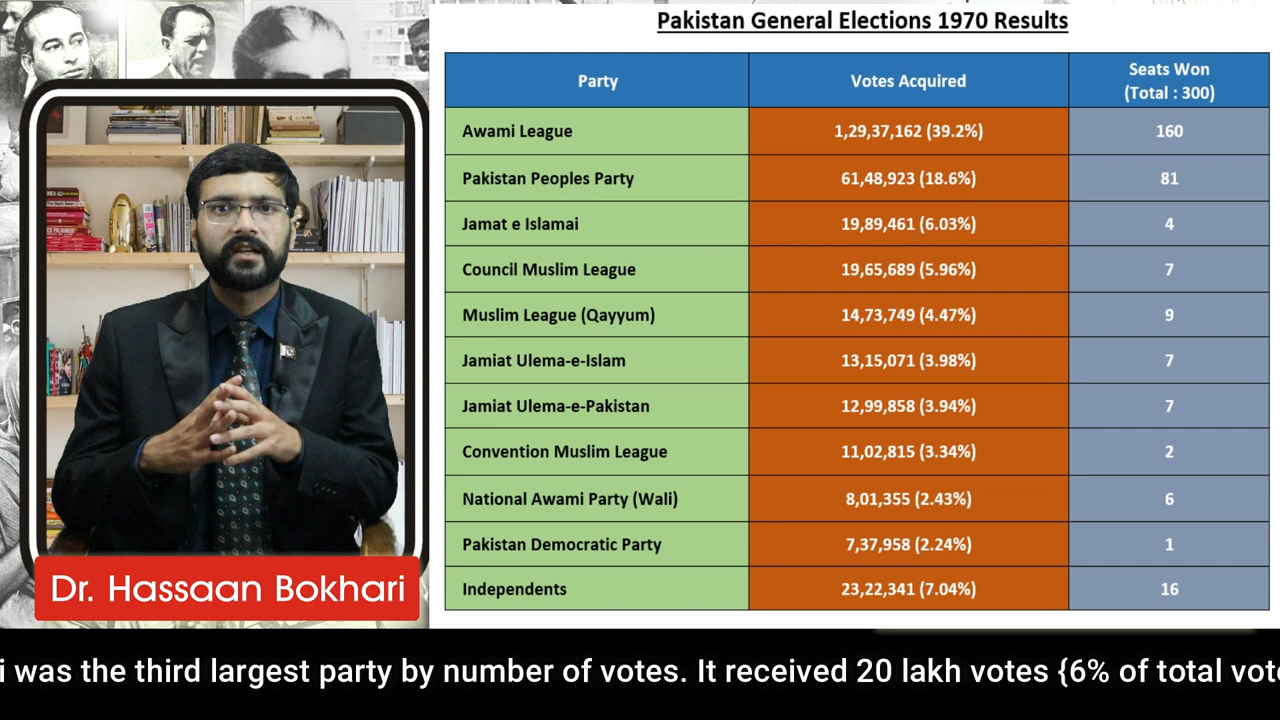 Pakistan General Elections 1970 Results
Party Votes Acquired Seats Won (Total : 300)
Awami League 1,29,37,162 (39.2%) 160
Pakistan Peoples Party 61,48,923 (18.6%) 81
Jamat e Islamai 19,89,461 (6.03%) 4
Council Muslim League 19,65,689 (5.96%) 7
Muslim League (Qayyum) 14,73,749 (4.47%) 9
Jamiat Ulema-e-Islam 13,15,071 (3.98%) 7
Jamiat Ulema-e-Pakistan 12,99,858 (3.94%) 7
Convention Muslim League 11,02,815 (3.34%) 2
National Awami Party (Wali) 8,01,355 (2.43%) 6
Pakistan Democratic Party 7,37,958 (2.24%) 1
Independents 23,22,341 (7.04%) 16
Dr. Hassaan Bokhari
i was the third largest party by number of votes. It received 20 lakh votes {6% of total vot